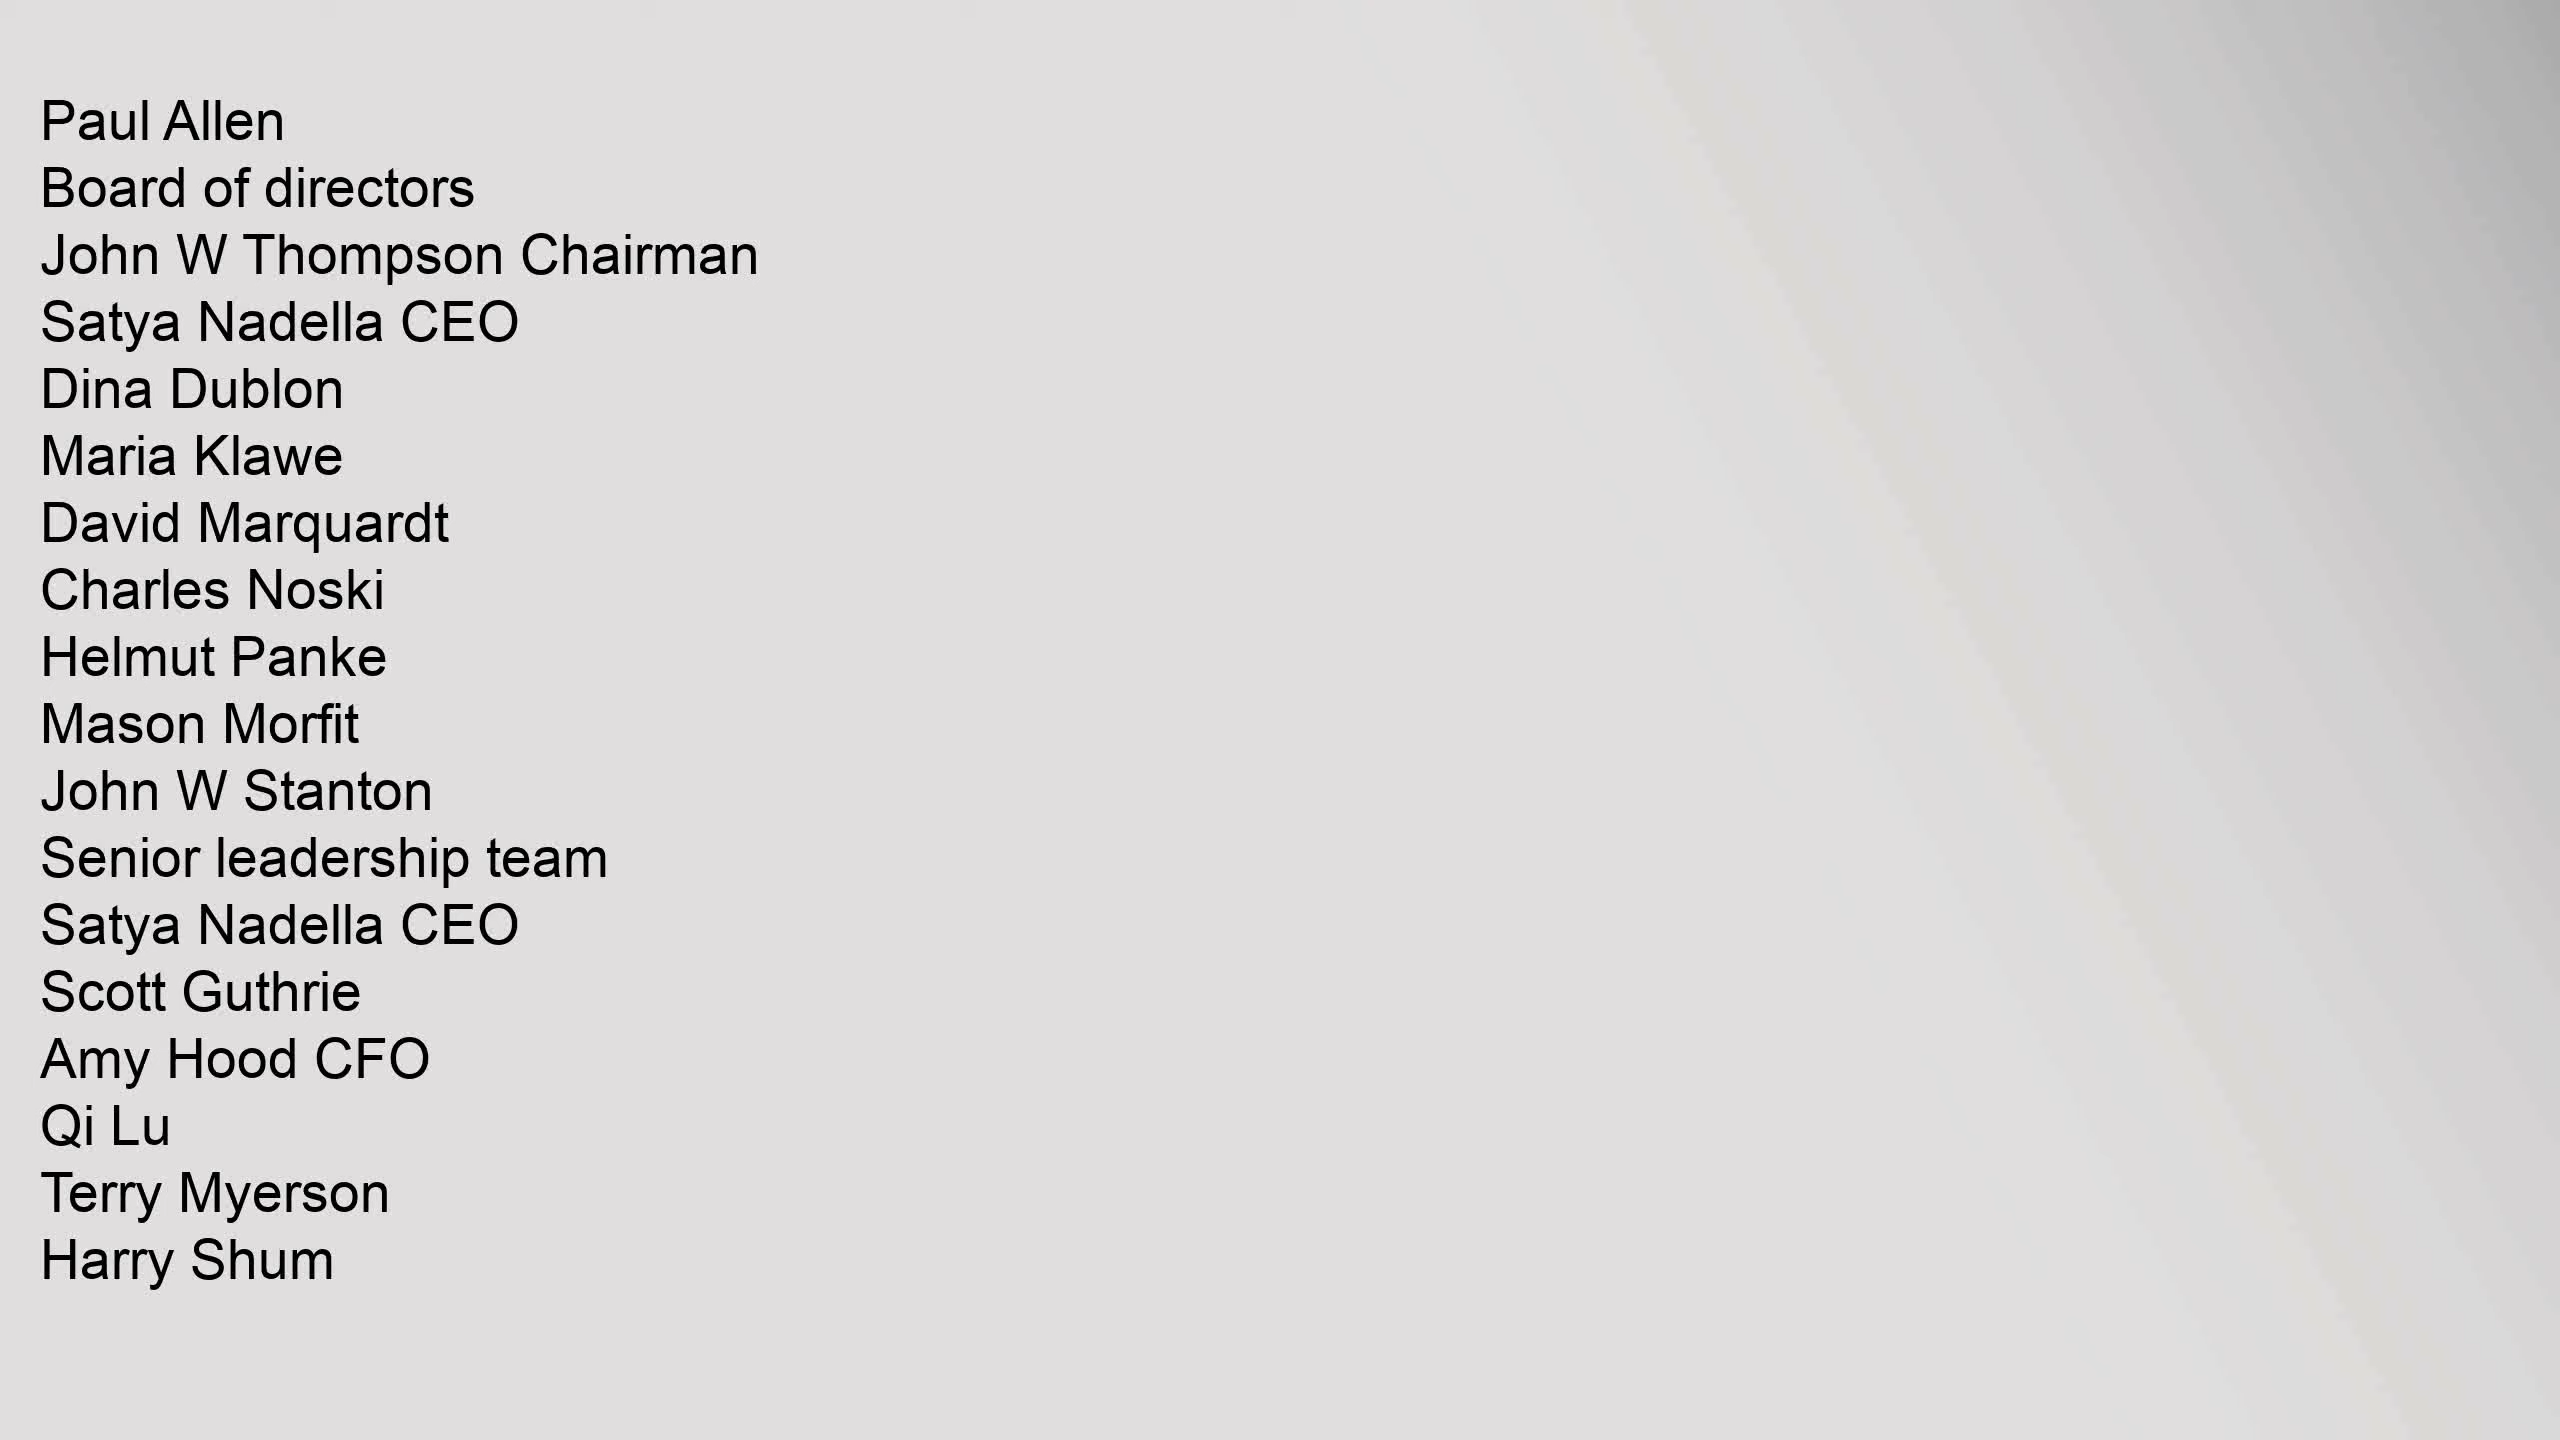 Paul Allen
Board of directors
John W Thompson Chairman
Satya Nadella CEO
Dina Dublon
Maria Klawe
David Marquardt
Charles Noski
Helmut Panke
Mason Morfit
John W Stanton
Senior leadership team
Satya Nadella CEO
Scott Guthrie
Amy Hood CFO
Qi Lu
Terry Myerson
Harry Shum